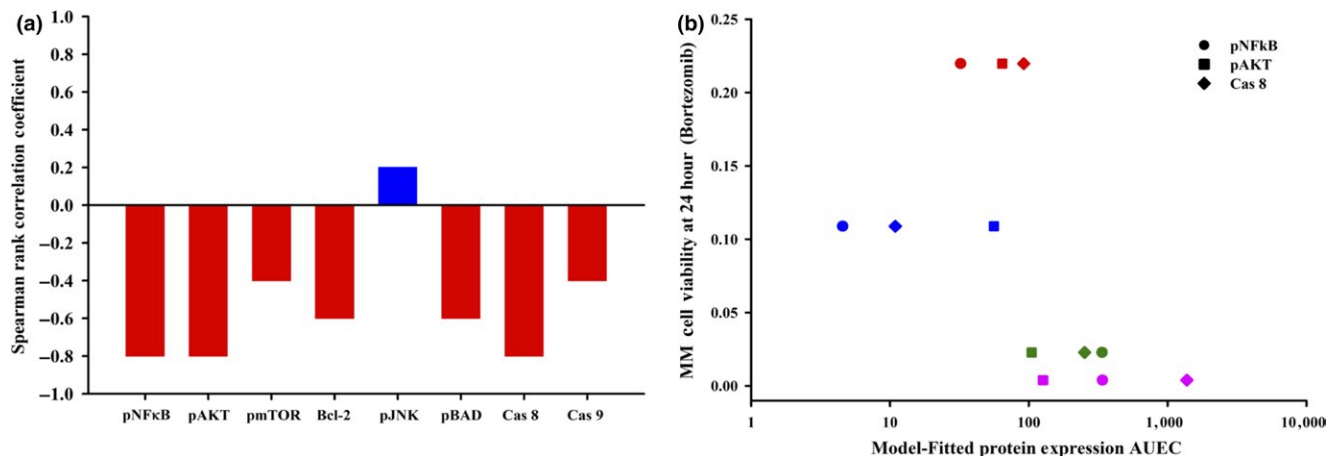 (a)
Spearman rank correlation coefficient
1.0
0.8
0.6
0.4
0.2
0.0
−0.2
−0.4
−0.6
−0.8
−1.0
pNFκB pAKT pmTOR Bcl-2 pJNK pBAD Cas 8 Cas 9
(b)
MM cell viability at 24 hour (Bortezomib)
0.25
0.20
0.15
0.10
0.05
0.00
pNFkB
pAKT
Cas 8
1 10 100 1,000 10,000
Model-Fitted protein expression AUEC